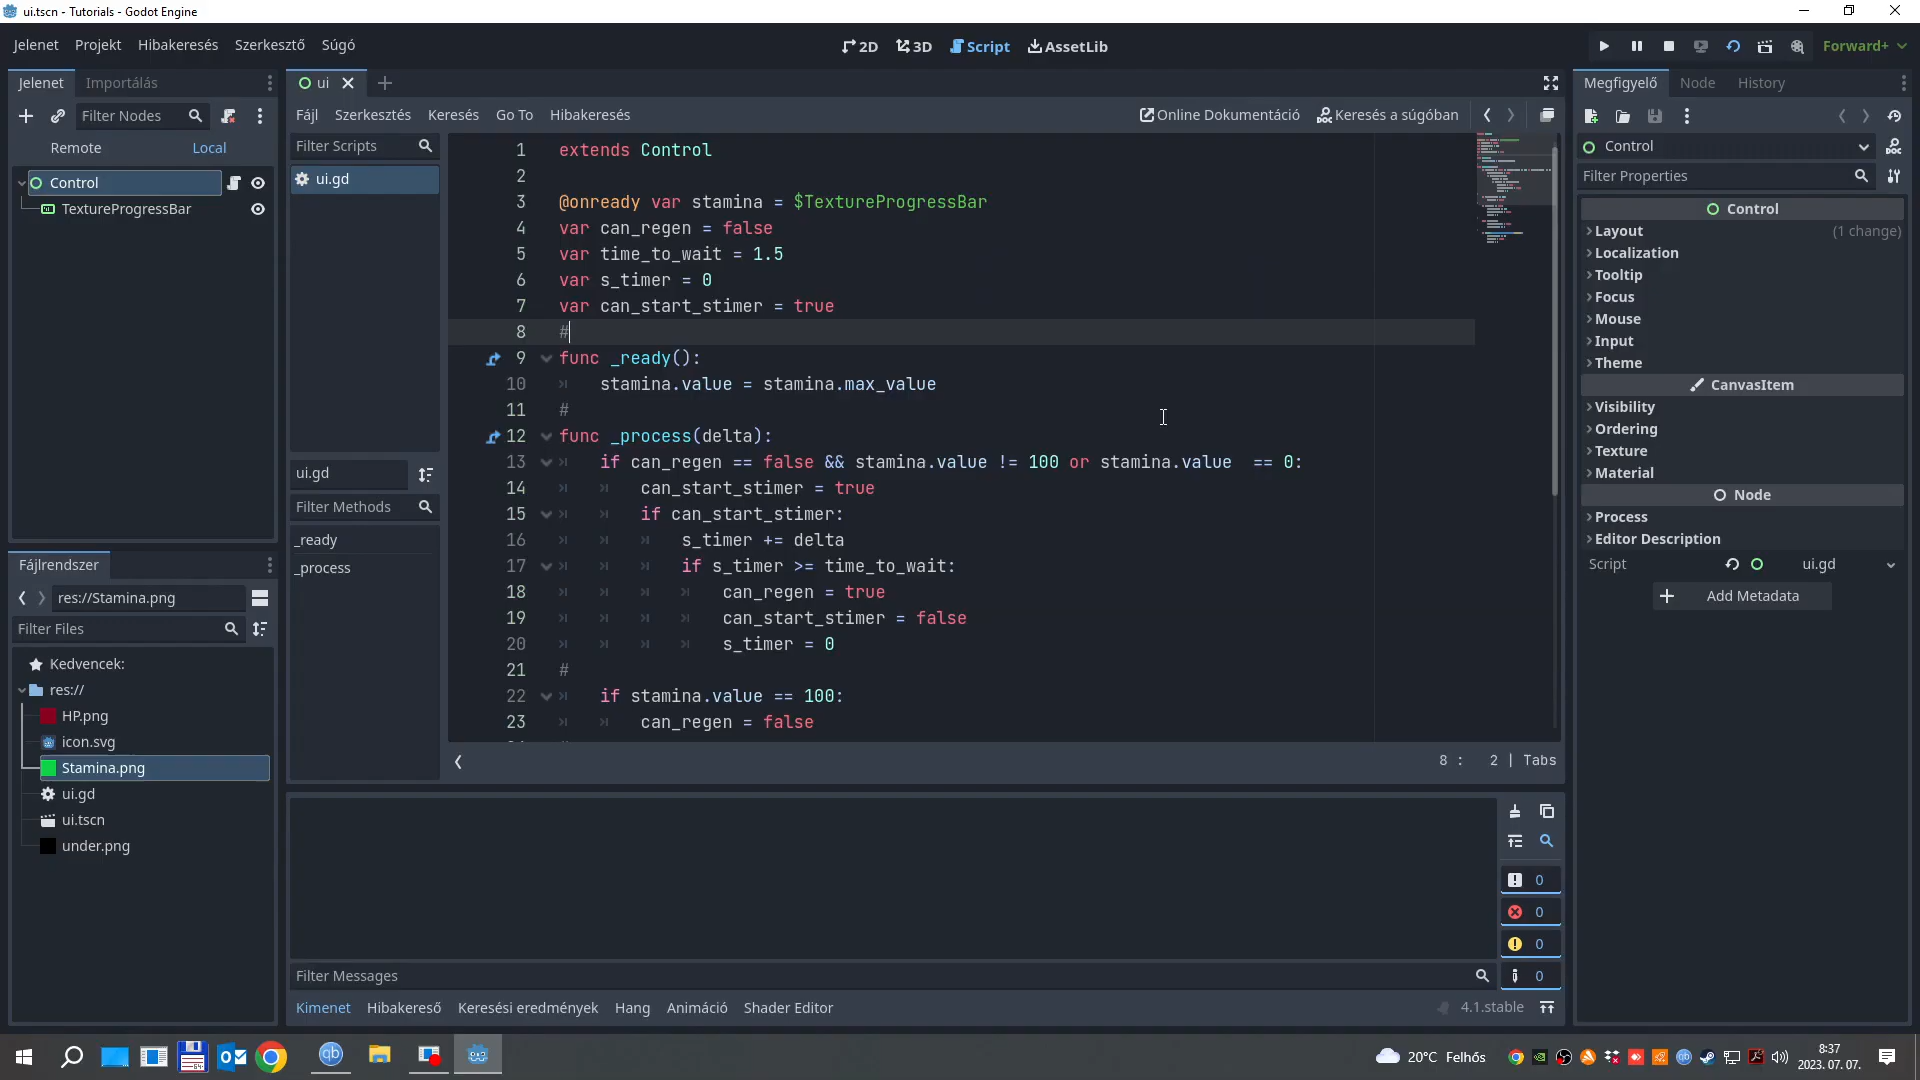 ui.tscn - Tutorials - Godot Engine
Jelenet Projekt Hibakeresés Szerkesztő Súgó
2D 3D Script AssetLib
Forward+
Jelenet Importálás
Filter Nodes
Remote Local
Control
TextureProgressBar
Fájlrendszer
res://Stamina.png
Filter Files
Kedvencek:
res://
HP.png
icon.svg
Stamina.png
ui.gd
ui.tscn
under.png
ui
Fájl Szerkesztés Keresés Go To Hibakeresés
Online Dokumentáció Keresés a súgóban
Filter Scripts
ui.gd
ui.gd
Filter Methods
_ready
_process
1 extends Control
2
3 @onready var stamina = $TextureProgressBar
4 var can_regen = false
5 var time_to_wait = 1.5
6 var s_timer = 0
7 var can_start_stimer = true
8 #
9 func _ready():
10 stamina.value = stamina.max_value
11 #
12 func _process(delta):
13 if can_regen == false && stamina.value != 100 or stamina.value  == 0:
14 can_start_stimer = true
15 if can_start_stimer:
16 s_timer += delta
17 if s_timer >= time_to_wait:
18 can_regen = true
19 can_start_stimer = false
20 s_timer = 0
21 #
22 if stamina.value == 100:
23 can_regen = false
8 : 2 | Tabs
0
0
0
0
Filter Messages
Kimenet Hibakereső Keresési eredmények Hang Animáció Shader Editor
4.1.stable
Megfigyelő Node History
Control
Filter Properties
Control
Layout (1 change)
Localization
Tooltip
Focus
Mouse
Input
Theme
CanvasItem
Visibility
Ordering
Texture
Material
Node
Process
Editor Description
Script ui.gd
Add Metadata
20°C Felhős
8:37
2023. 07. 07.